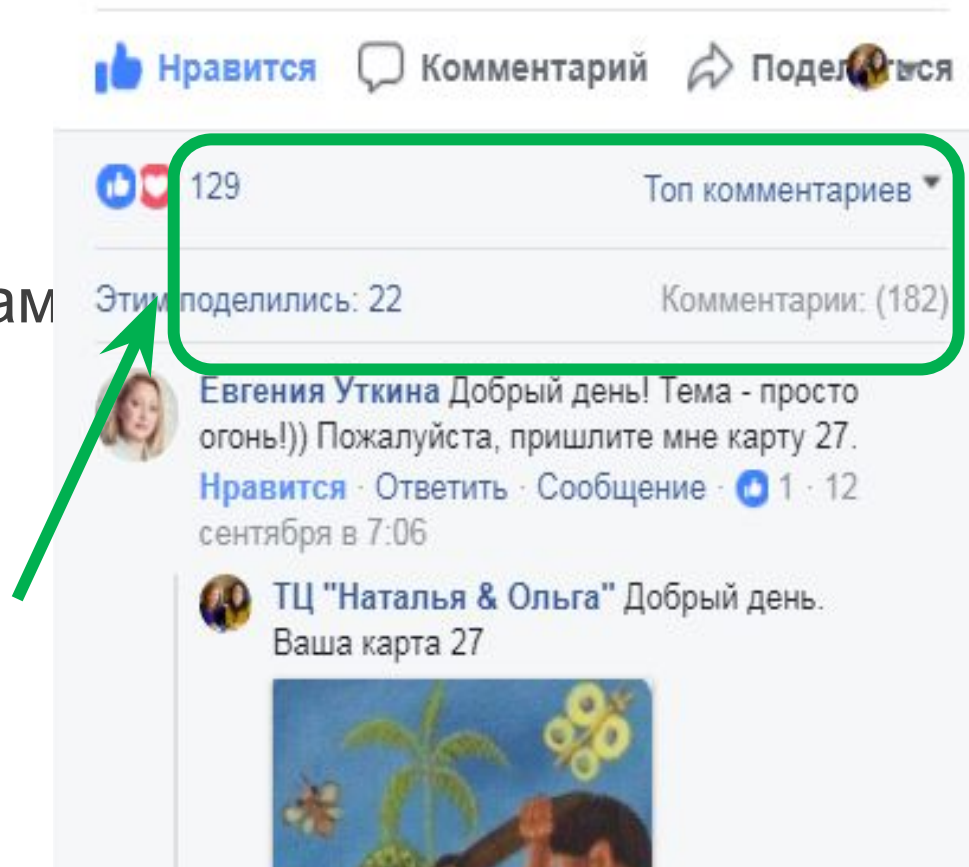 Нравится Комментарий Поделиться
129 Топ комментариев
ам
Этим поделились: 22 Комментарии: (182)
Евгения Уткина Добрый день! Тема - просто
огонь!)) Пожалуйста, пришлите мне карту 27.
Нравится · Ответить · Сообщение · 1 · 12
сентября в 7:06
ТЦ "Наталья & Ольга" Добрый день.
Ваша карта 27